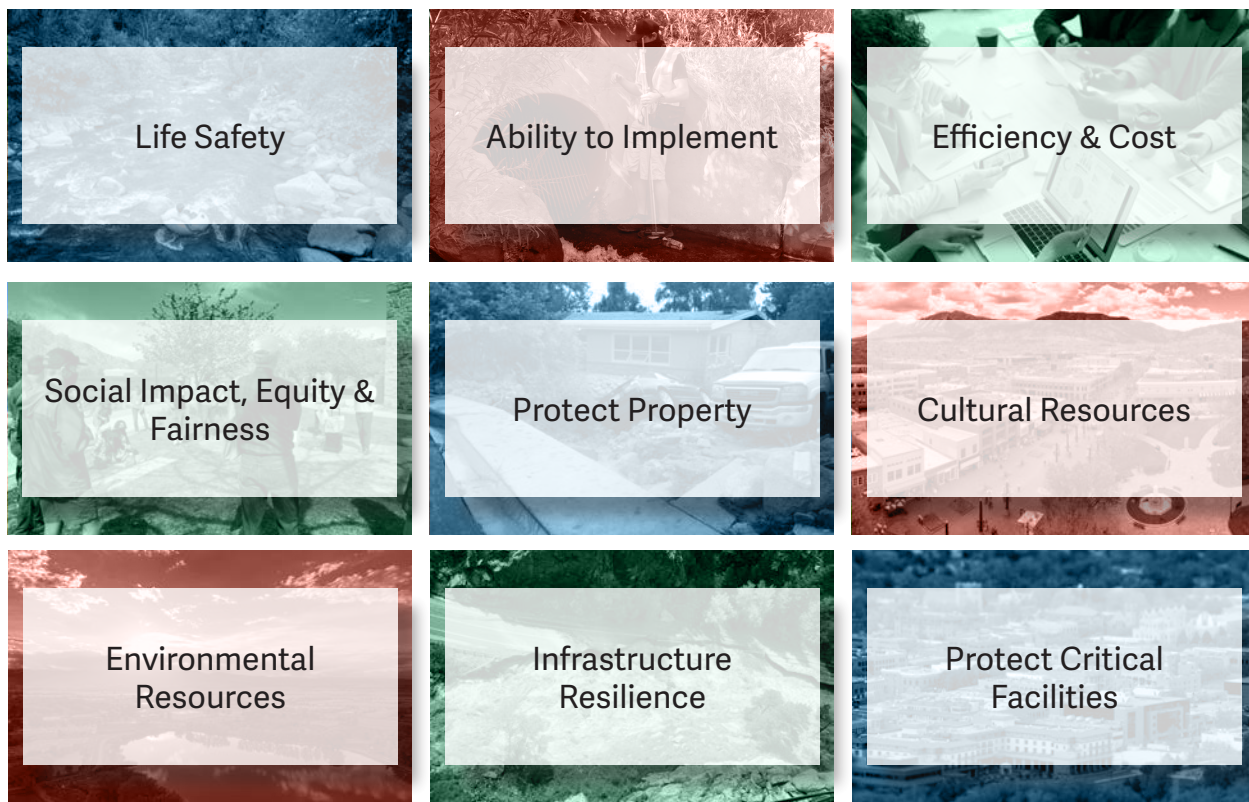 Life Safety
Ability to Implement
Efficiency & Cost
Social Impact, Equity &
Fairness
Protect Property
Cultural Resources
Environmental
Resources
Infrastructure
Resilience
Protect Critical
Facilities